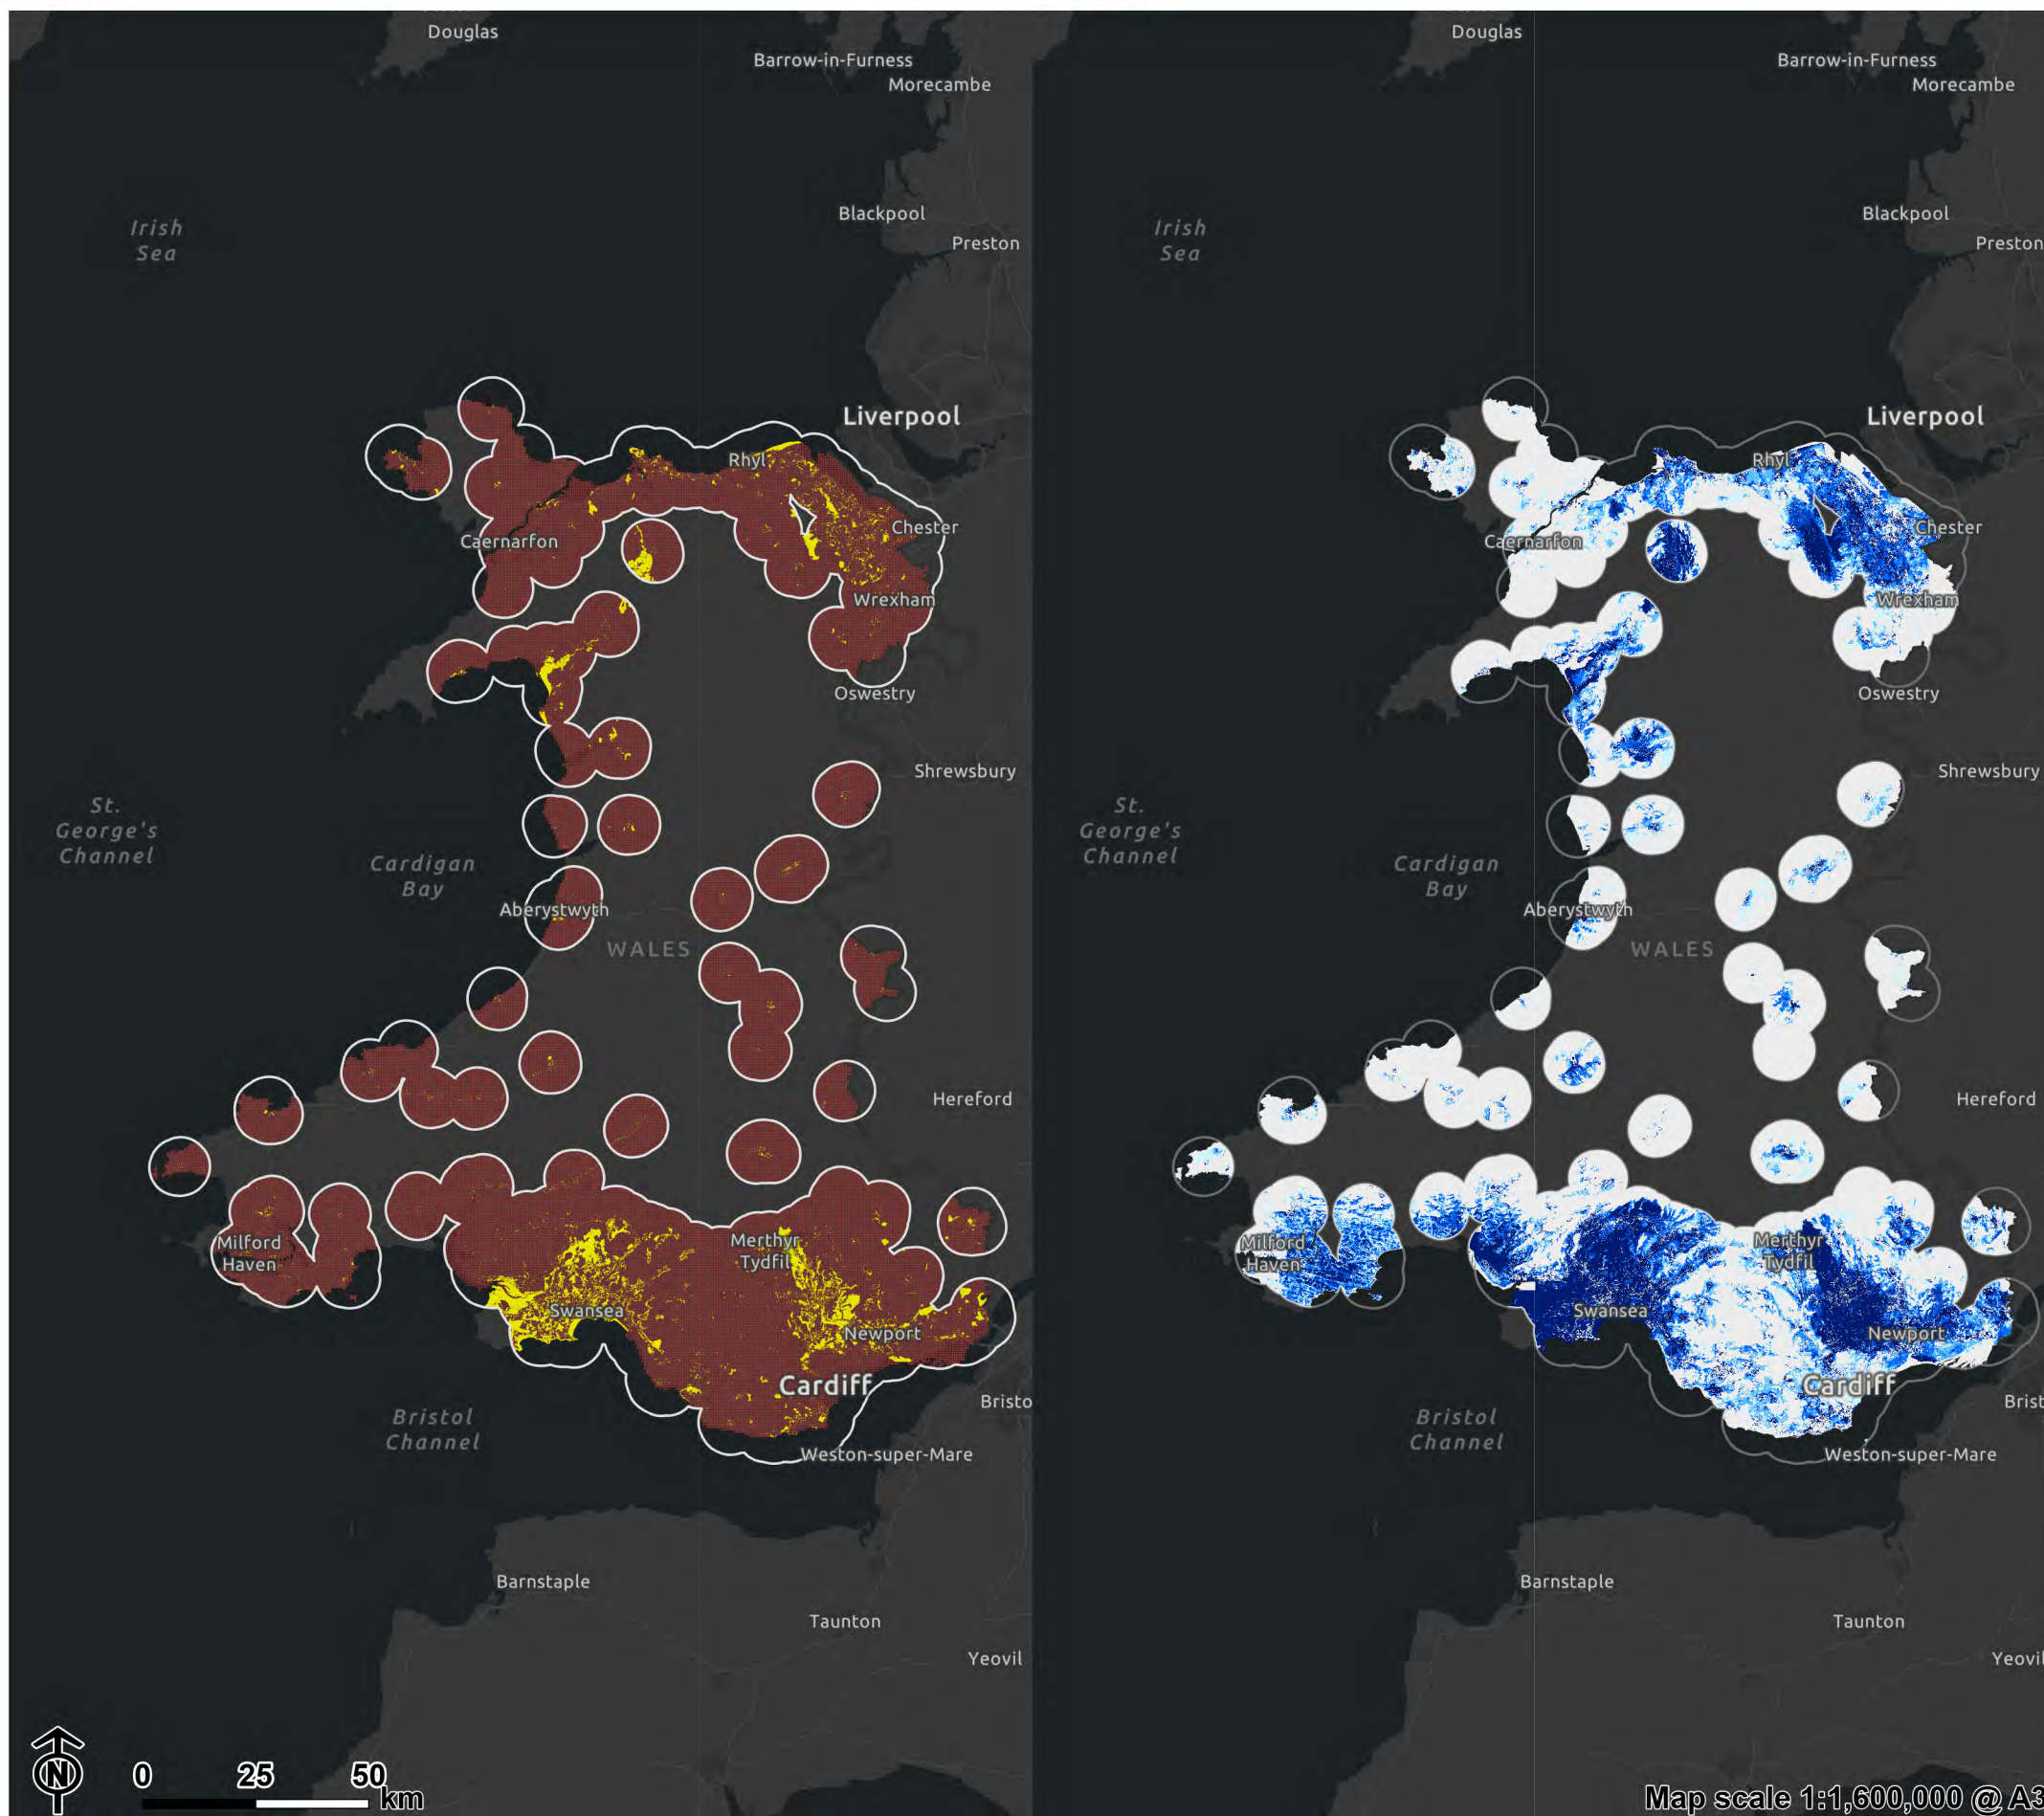 Douglas
Barrow-in-Furness
Morecambe
Irish
Sea
Blackpool
Preston
Liverpool
Rhyl
Chester
Caernarfon
Wrexham
Oswestry
Shrewsbury
St.
George's
Channel
Cardigan
Bay
Aberystwyth
WALES
Hereford
Milford
Haven
Merthyr
Tydfil
Swansea
Newport
Cardiff
Bristo
Bristol
Channel
Weston-super-Mare
Barnstaple
Taunton
Yeovil
N
0 25 50
km
Douglas
Barrow-in-Furness
Morecambe
Irish
Sea
Blackpool
Preston
Liverpool
Rhyl
Chester
Caernarfon
Wrexham
Oswestry
Shrewsbury
St.
George's
Channel
Cardigan
Bay
Aberystwyth
WALES
Hereford
Milford
Haven
Merthyr
Tydfil
Swansea
Newport
Cardiff
Brist
Bristol
Channel
Weston-super-Mare
Barnstaple
Taunton
Yeovil
Map scale 1:1,600,000 @ A3